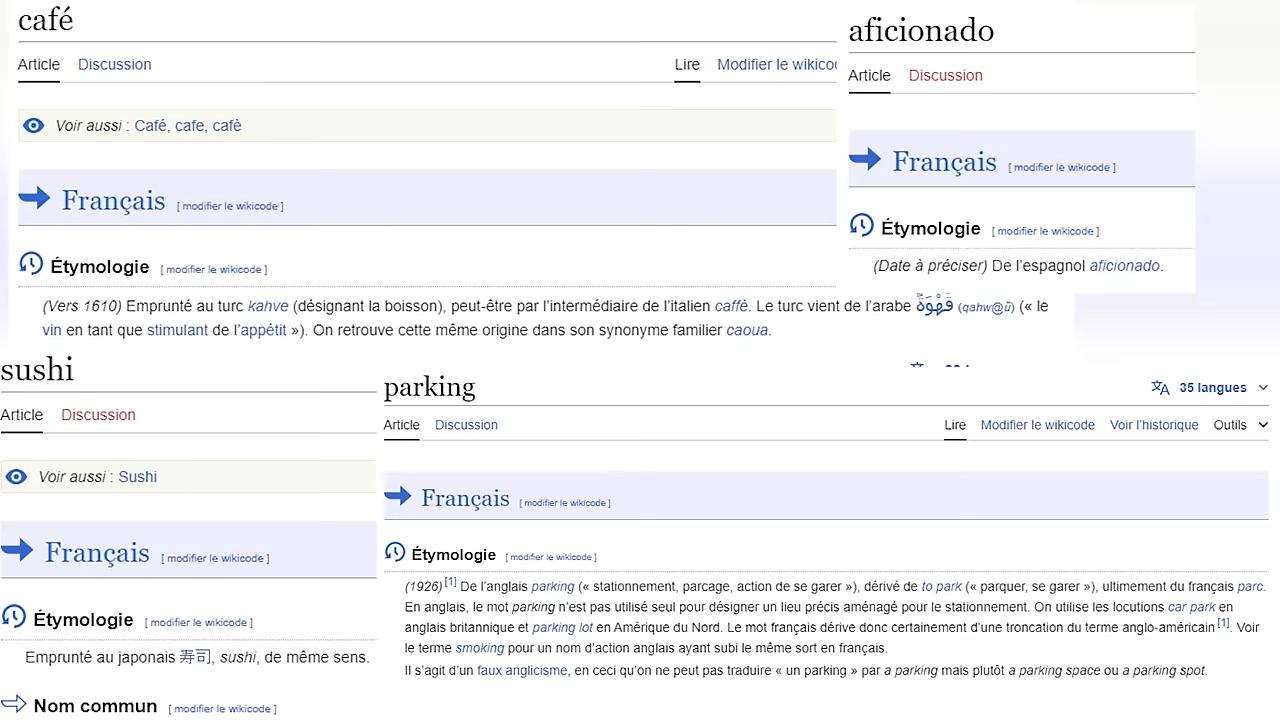 café
Article Discussion Lire Modifier le wikicod
Voir aussi : Café, cafe, cafè
Français [ modifier le wikicode ]
Étymologie [ modifier le wikicode ]
(Vers 1610) Emprunté au turc kahve (désignant la boisson), peut-être par l’intermédiaire de l’italien caffè. Le turc vient de l’arabe قَهْوَةٌ (qahw@ũ) (« le
vin en tant que stimulant de l’appétit »). On retrouve cette même origine dans son synonyme familier caoua.
aficionado
Article Discussion
Français [ modifier le wikicode ]
Étymologie [ modifier le wikicode ]
(Date à préciser) De l’espagnol aficionado.
sushi
Article Discussion
Voir aussi : Sushi
Français [ modifier le wikicode ]
Étymologie [ modifier le wikicode ]
Emprunté au japonais 寿司, sushi, de même sens.
Nom commun [ modifier le wikicode ]
parking
35 langues
Article Discussion Lire Modifier le wikicode Voir l’historique Outils
Français [ modifier le wikicode ]
Étymologie [ modifier le wikicode ]
(1926)[1] De l’anglais parking (« stationnement, parcage, action de se garer »), dérivé de to park (« parquer, se garer »), ultimement du français parc.
En anglais, le mot parking n’est pas utilisé seul pour désigner un lieu précis aménagé pour le stationnement. On utilise les locutions car park en
anglais britannique et parking lot en Amérique du Nord. Le mot français dérive donc certainement d’une troncation du terme anglo-américain[1]. Voir
le terme smoking pour un nom d’action anglais ayant subi le même sort en français.
Il s’agit d’un faux anglicisme, en ceci qu’on ne peut pas traduire « un parking » par a parking mais plutôt a parking space ou a parking spot.